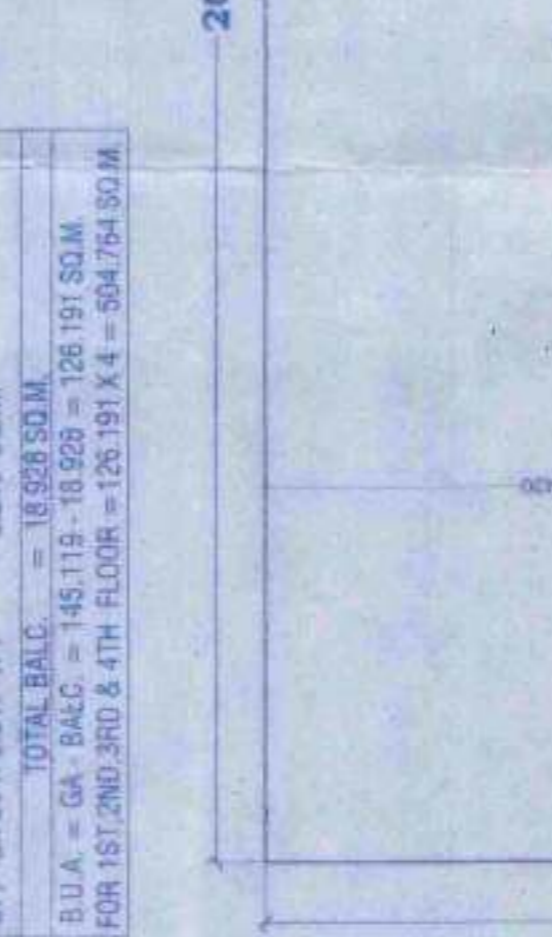 TOTAL BALC. = 18.928 SQ.M.
B.U.A. = GA - BALC. = 145.119 - 18.928 = 126.191 SQ.M.
FOR 1ST,2ND,3RD & 4TH FLOOR = 126.191 X 4 = 504.764 SQ.M.
20